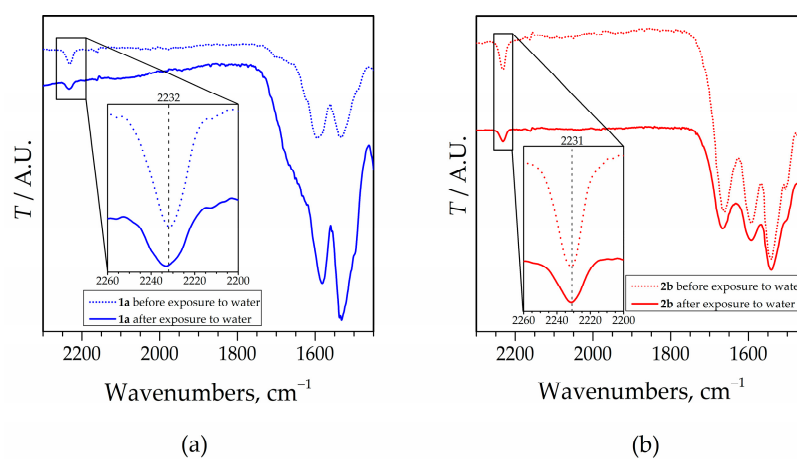 T / A.U.
2232
2260 2240 2220 2200
1a before exposure to water
1a after exposure to water
2200 2000 1800 1600
Wavenumbers, cm⁻¹
(a)
T / A.U.
2231
2260 2240 2220 2200
2b before exposure to water
2b after exposure to water
2200 2000 1800 1600
Wavenumbers, cm⁻¹
(b)